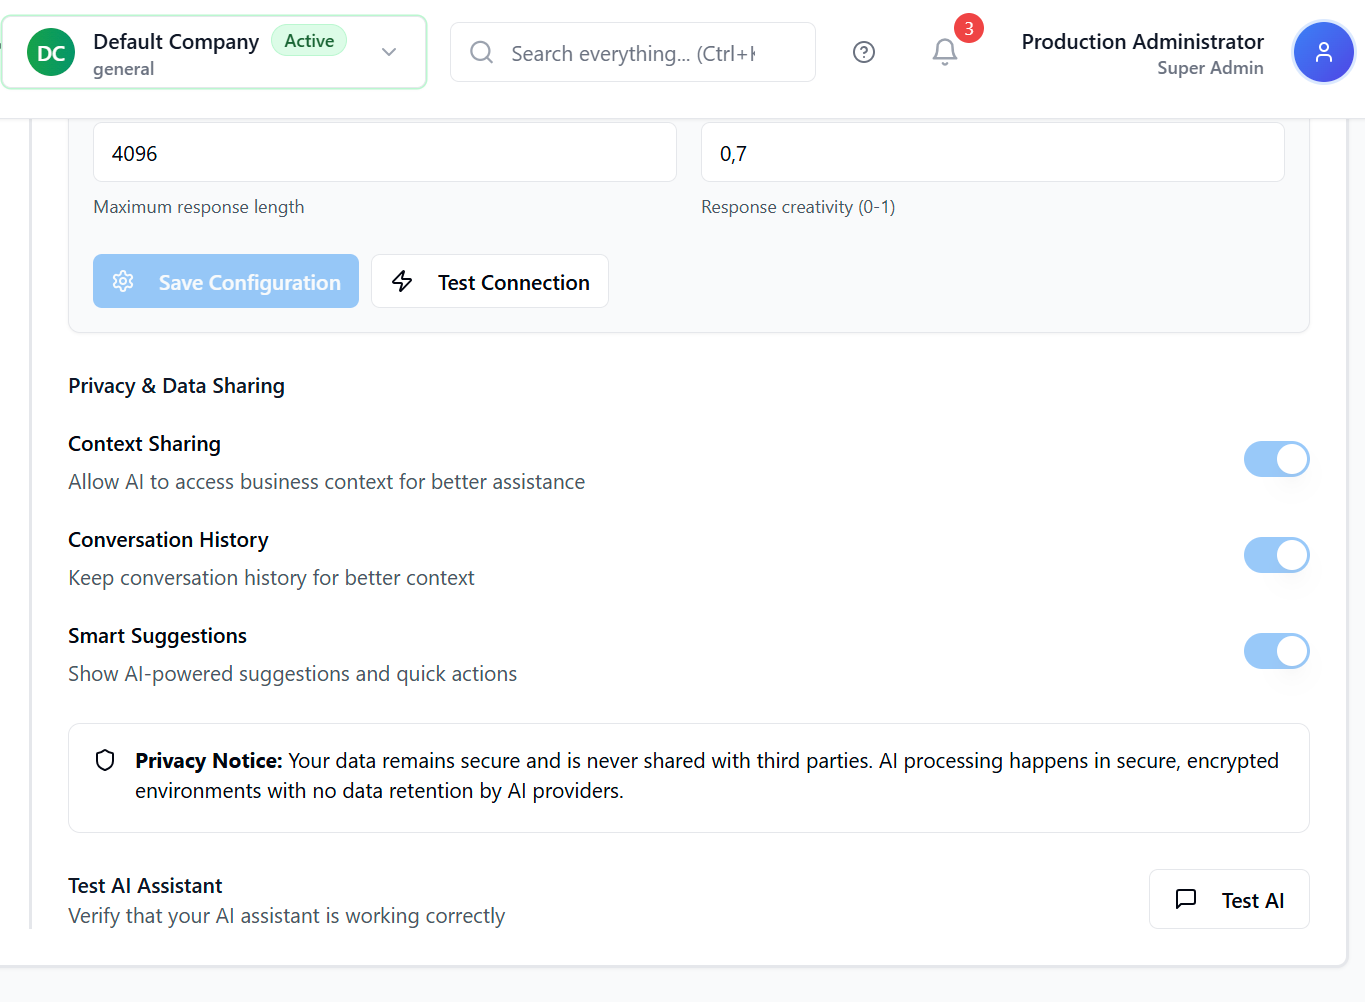 DC
Default Company
Active
general
Search everything... (Ctrl+
3
Production Administrator
Super Admin
4096
0,7
Maximum response length
Response creativity (0-1)
Save Configuration
Test Connection
Privacy & Data Sharing
Context Sharing
Allow AI to access business context for better assistance
Conversation History
Keep conversation history for better context
Smart Suggestions
Show AI-powered suggestions and quick actions
Privacy Notice: Your data remains secure and is never shared with third parties. AI processing happens in secure, encrypted
environments with no data retention by AI providers.
Test AI Assistant
Verify that your AI assistant is working correctly
Test AI